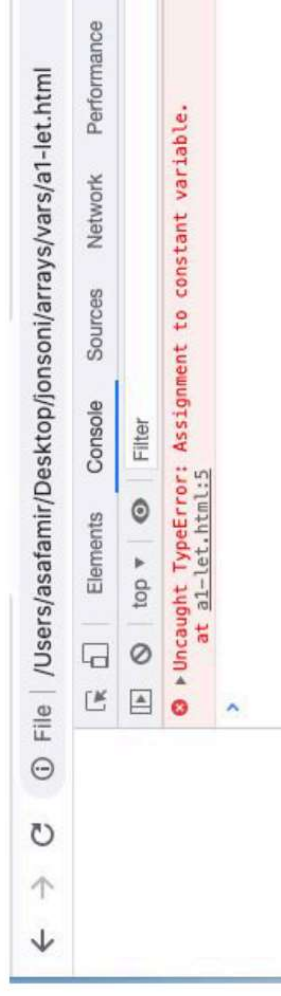 File | /Users/asafamir/Desktop/jonsoni/arrays/vars/a1-let.html
Elements Console Sources Network Performance
top ▾ Filter
▸Uncaught TypeError: Assignment to constant variable.
at a1-let.html:5